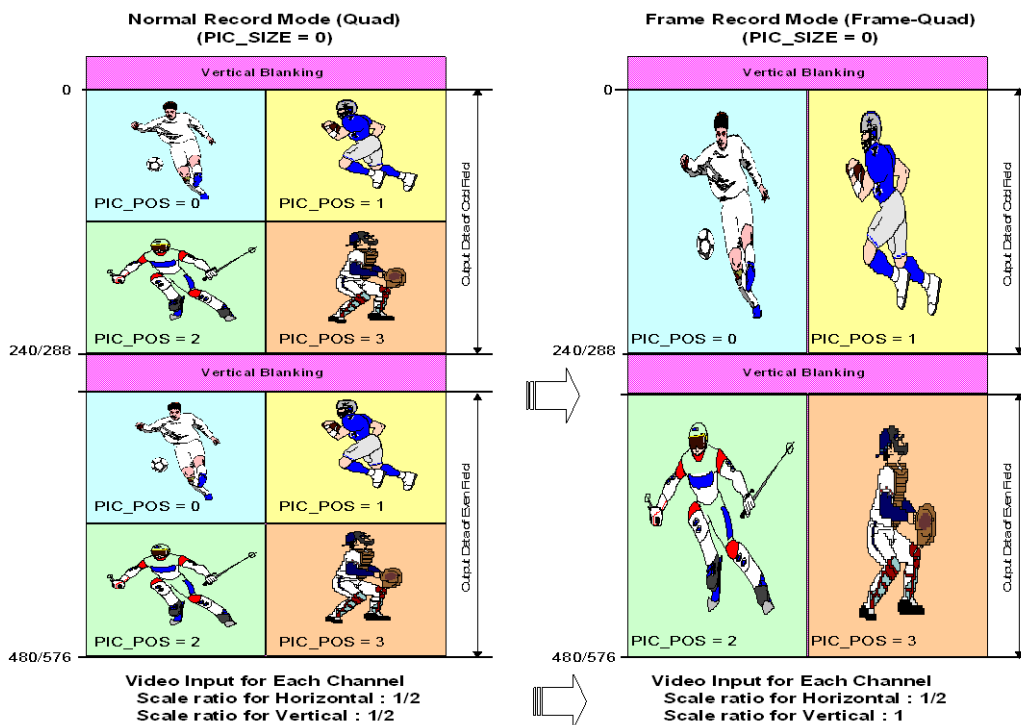 Normal Record Mode (Quad)
(PIC_SIZE = 0)
Vertical Blanking
0
PIC_POS = 0
PIC_POS = 1
PIC_POS = 2
PIC_POS = 3
Output Data of Odd Field
240/288
Vertical Blanking
PIC_POS = 0
PIC_POS = 1
PIC_POS = 2
PIC_POS = 3
Output Data of Even Field
480/576
Video Input for Each Channel
Scale ratio for Horizontal : 1/2
Scale ratio for Vertical : 1/2
Frame Record Mode (Frame-Quad)
(PIC_SIZE = 0)
Vertical Blanking
0
PIC_POS = 0
PIC_POS = 1
Output Data of Odd Field
240/288
Vertical Blanking
PIC_POS = 2
PIC_POS = 3
Output Data of Even Field
480/576
Video Input for Each Channel
Scale ratio for Horizontal : 1/2
Scale ratio for Vertical : 1